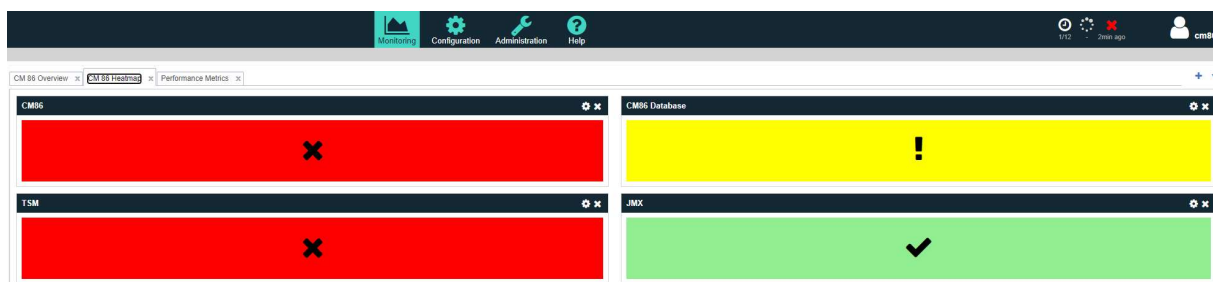 Monitoring Configuration Administration Help
1/12 - 2min ago
CM 86 Overview x CM 86 Heatmap x Performance Metrics x
CM86
CM86 Database
TSM
JMX